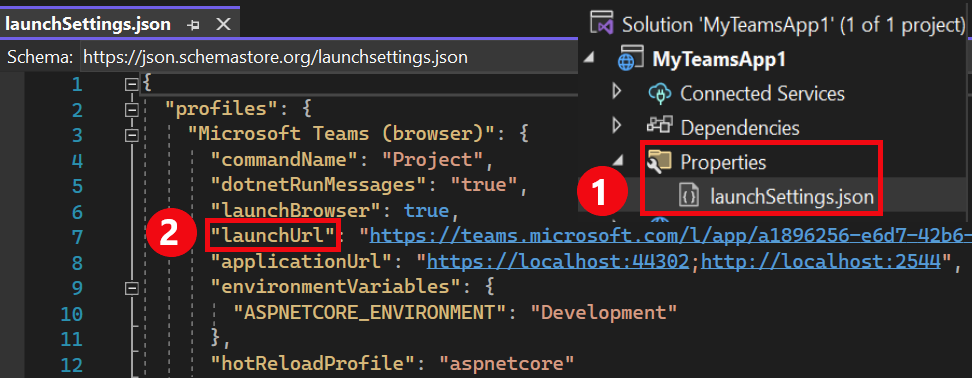 launchSettings.json
Schema: https://json.schemastore.org/launchsettings.json
1 {
2 "profiles": {
3 "Microsoft Teams (browser)": {
4 "commandName": "Project",
5 "dotnetRunMessages": "true",
6 "launchBrowser": true,
7 "launchUrl": "https://teams.microsoft.com/l/app/a1896256-e6d7-42b6-
8 "applicationUrl": "https://localhost:44302;http://localhost:2544",
9 "environmentVariables": {
10 "ASPNETCORE_ENVIRONMENT": "Development"
11 },
12 "hotReloadProfile": "aspnetcore"
2
Solution 'MyTeamsApp1' (1 of 1 project)
MyTeamsApp1
Connected Services
Dependencies
1
Properties
launchSettings.json